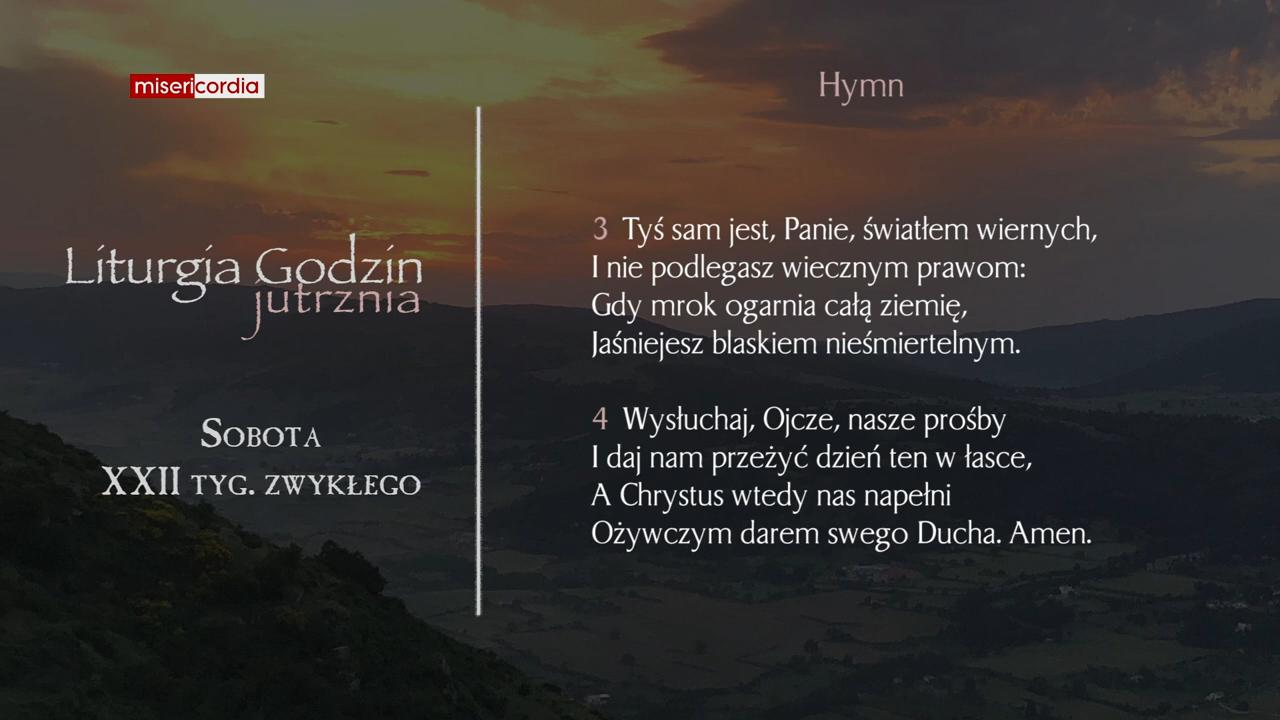 misericordia
Liturgia Godzin
jutrznia
Sobota
XXII tyg. zwykłego
Hymn
3 Tyś sam jest, Panie, światłem wiernych,
I nie podlegasz wiecznym prawom:
Gdy mrok ogarnia całą ziemię,
Jaśniejesz blaskiem nieśmiertelnym.
4 Wysłuchaj, Ojcze, nasze prośby
I daj nam przeżyć dzień ten w łasce,
A Chrystus wtedy nas napełni
Ożywczym darem swego Ducha. Amen.